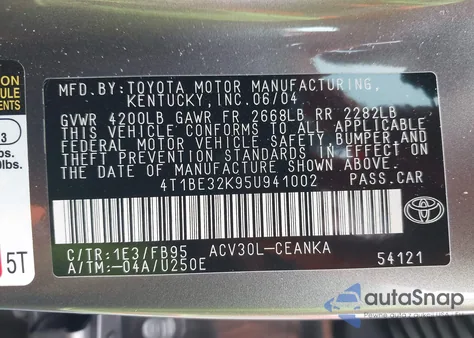 MFD.BY:TOYOTA MOTOR MANUFACTURING,
KENTUCKY, INC.06/04
GVWR 4200LB GAWR FR 2668LB RR 2282LB
THIS VEHICLE CONFORMS TO ALL APPLICABLE
FEDERAL MOTOR VEHICLE SAFETY BUMPER AND
THEFT PREVENTION STANDARDS IN EFFECT ON
THE DATE OF MANUFACTURE SHOWN ABOVE.
4T1BE32K95U941002 PASS.CAR
TOYOTA
C/TR:1E3/FB95 ACV30L-CEANKA
A/TM:-04A/U250E 54121
5T
autoSnap